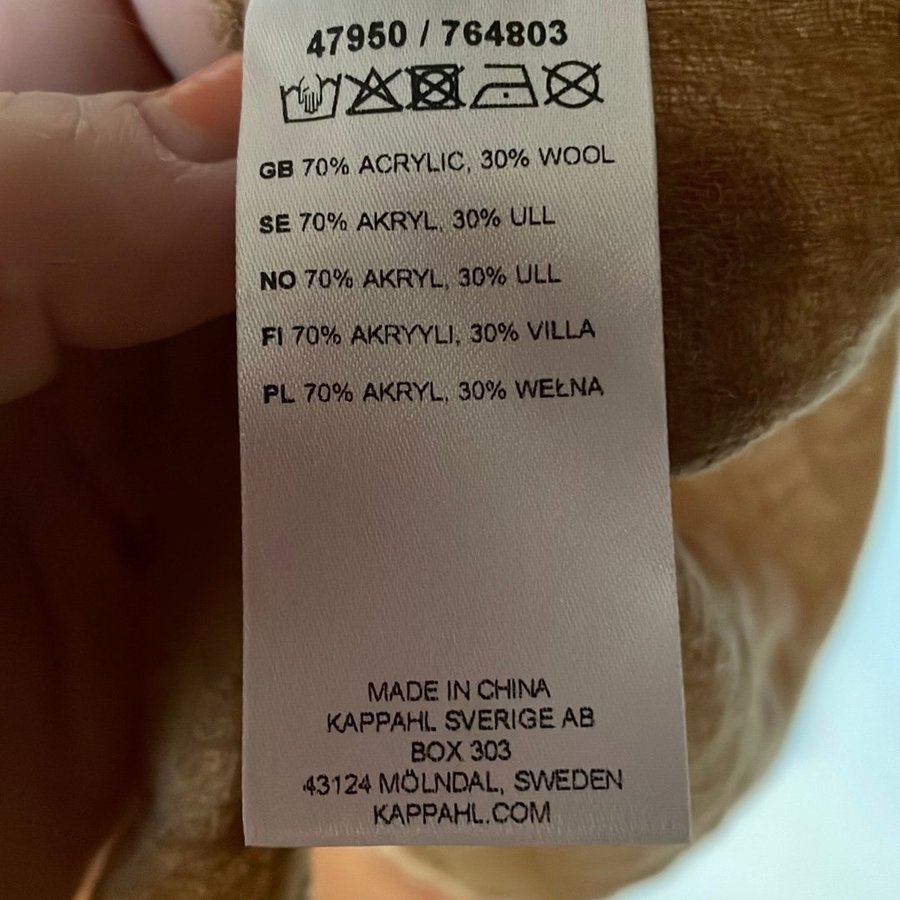 47950 / 764803
GB 70% ACRYLIC, 30% WOOL
SE 70% AKRYL, 30% ULL
NO 70% AKRYL, 30% ULL
FI 70% AKRYYLI, 30% VILLA
PL 70% AKRYL, 30% WEŁNA
MADE IN CHINA
KAPPAHL SVERIGE AB
BOX 303
43124 MÖLNDAL, SWEDEN
KAPPAHL.COM